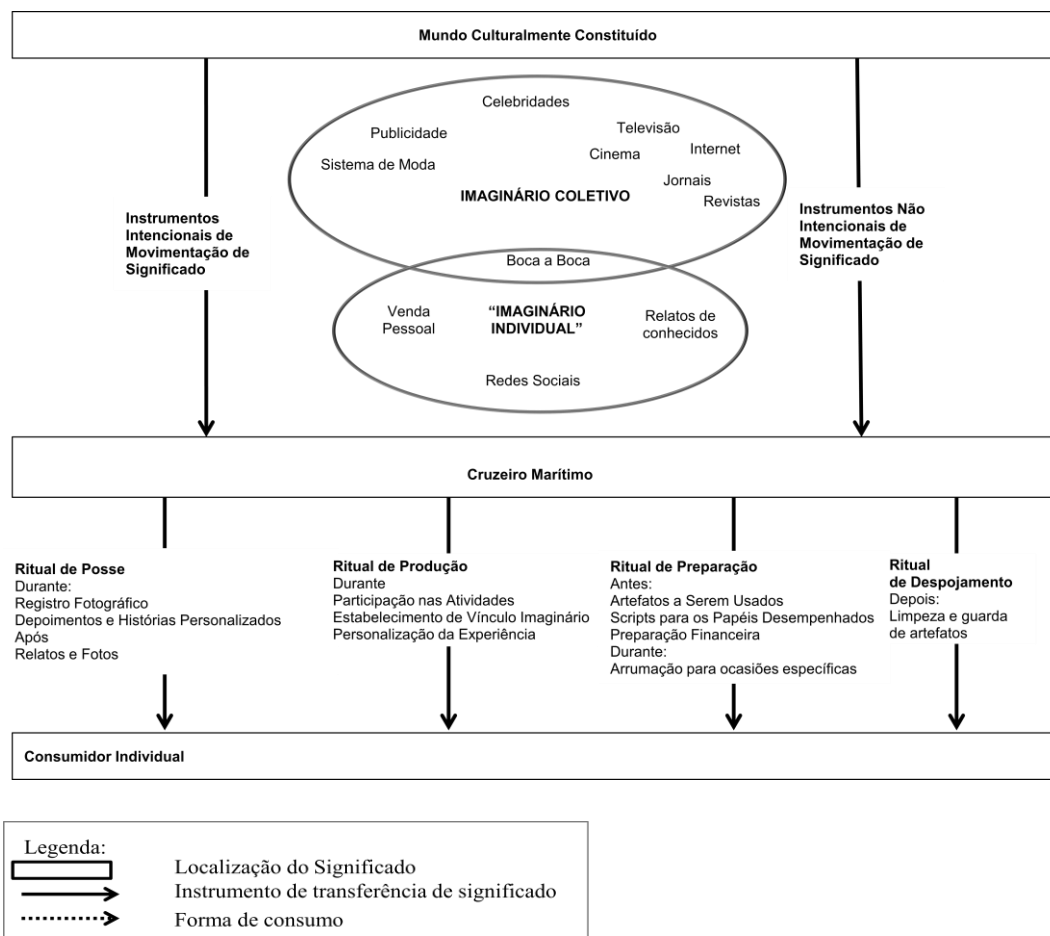 Mundo Culturalmente Constituído
Celebridades
Publicidade
Televisão
Sistema de Moda
Cinema
Internet
Jornais
Revistas
IMAGINÁRIO COLETIVO
Instrumentos
Intencionais de
Movimentação de
Significado
Instrumentos Não
Intencionais de
Movimentação de
Significado
Boca a Boca
Venda
Pessoal
“IMAGINÁRIO
INDIVIDUAL”
Relatos de
conhecidos
Redes Sociais
Cruzeiro Marítimo
Ritual de Posse
Durante:
Registro Fotográfico
Depoimentos e Histórias Personalizados
Após
Relatos e Fotos
Ritual de Produção
Durante
Participação nas Atividades
Estabelecimento de Vínculo Imaginário
Personalização da Experiência
Ritual de Preparação
Antes:
Artefatos a Serem Usados
Scripts para os Papéis Desempenhados
Preparação Financeira
Durante:
Arrumação para ocasiões específicas
Ritual
de Despojamento
Depois:
Limpeza e guarda
de artefatos
Consumidor Individual
Legenda:
Localização do Significado
Instrumento de transferência de significado
Forma de consumo